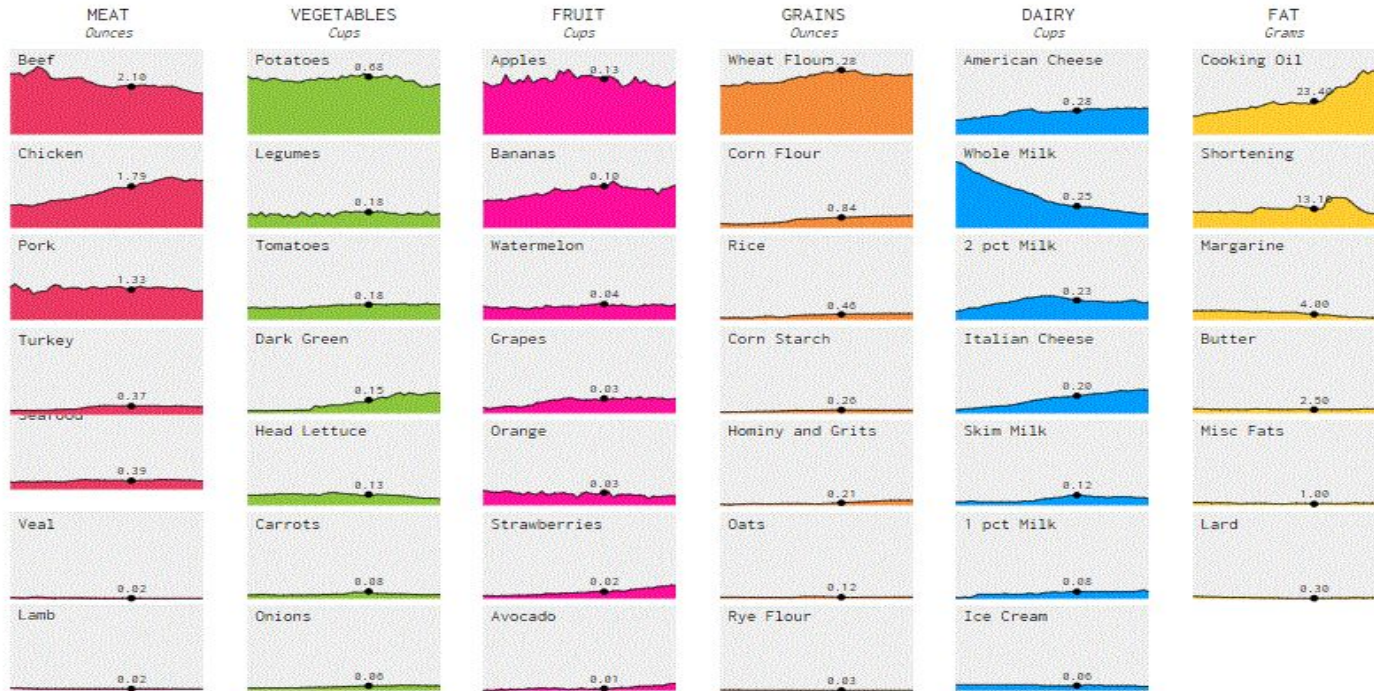 MEAT VEGETABLES FRUIT GRAINS DAIRY FAT
Ounces Cups Cups Ounces Cups Grams
Beef Potatoes Apples Wheat Flour American Cheese Cooking Oil
2.10 0.68 0.13 .28 0.28 23.40
Chicken Legumes Bananas Corn Flour Whole Milk Shortening
1.79 0.18 0.10 0.84 0.25 13.10
Pork Tomatoes Watermelon Rice 2 pct Milk Margarine
1.33 0.18 0.04 0.46 0.23 4.00
Turkey Dark Green Grapes Corn Starch Italian Cheese Butter
0.37 0.15 0.03 0.26 0.20 2.50
Seafood Head Lettuce Orange Hominy and Grits Skim Milk Misc Fats
0.39 0.13 0.03 0.21 0.12 1.00
Veal Carrots Strawberries Oats 1 pct Milk Lard
0.02 0.08 0.02 0.12 0.08 0.30
Lamb Onions Avocado Rye Flour Ice Cream
0.02 0.06 0.01 0.03 0.06